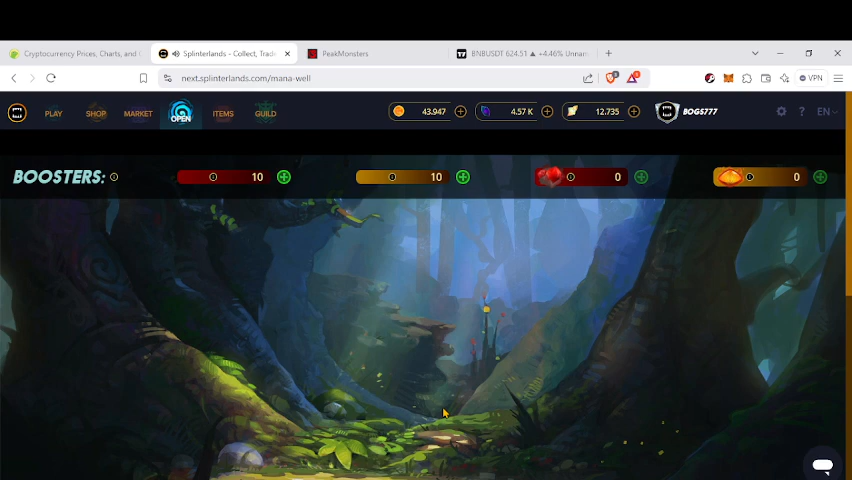 Cryptocurrency Prices, Charts, and
Splinterlands - Collect, Trade
PeakMonsters
BNBUSDT 624.51 ▲ +4.46% Unnam
next.splinterlands.com/mana-well
VPN
PLAY
SHOP
MARKET
OPEN
ITEMS
GUILD
43.947
4.57 K
12.735
BOGS777
EN
BOOSTERS:
10
10
0
0